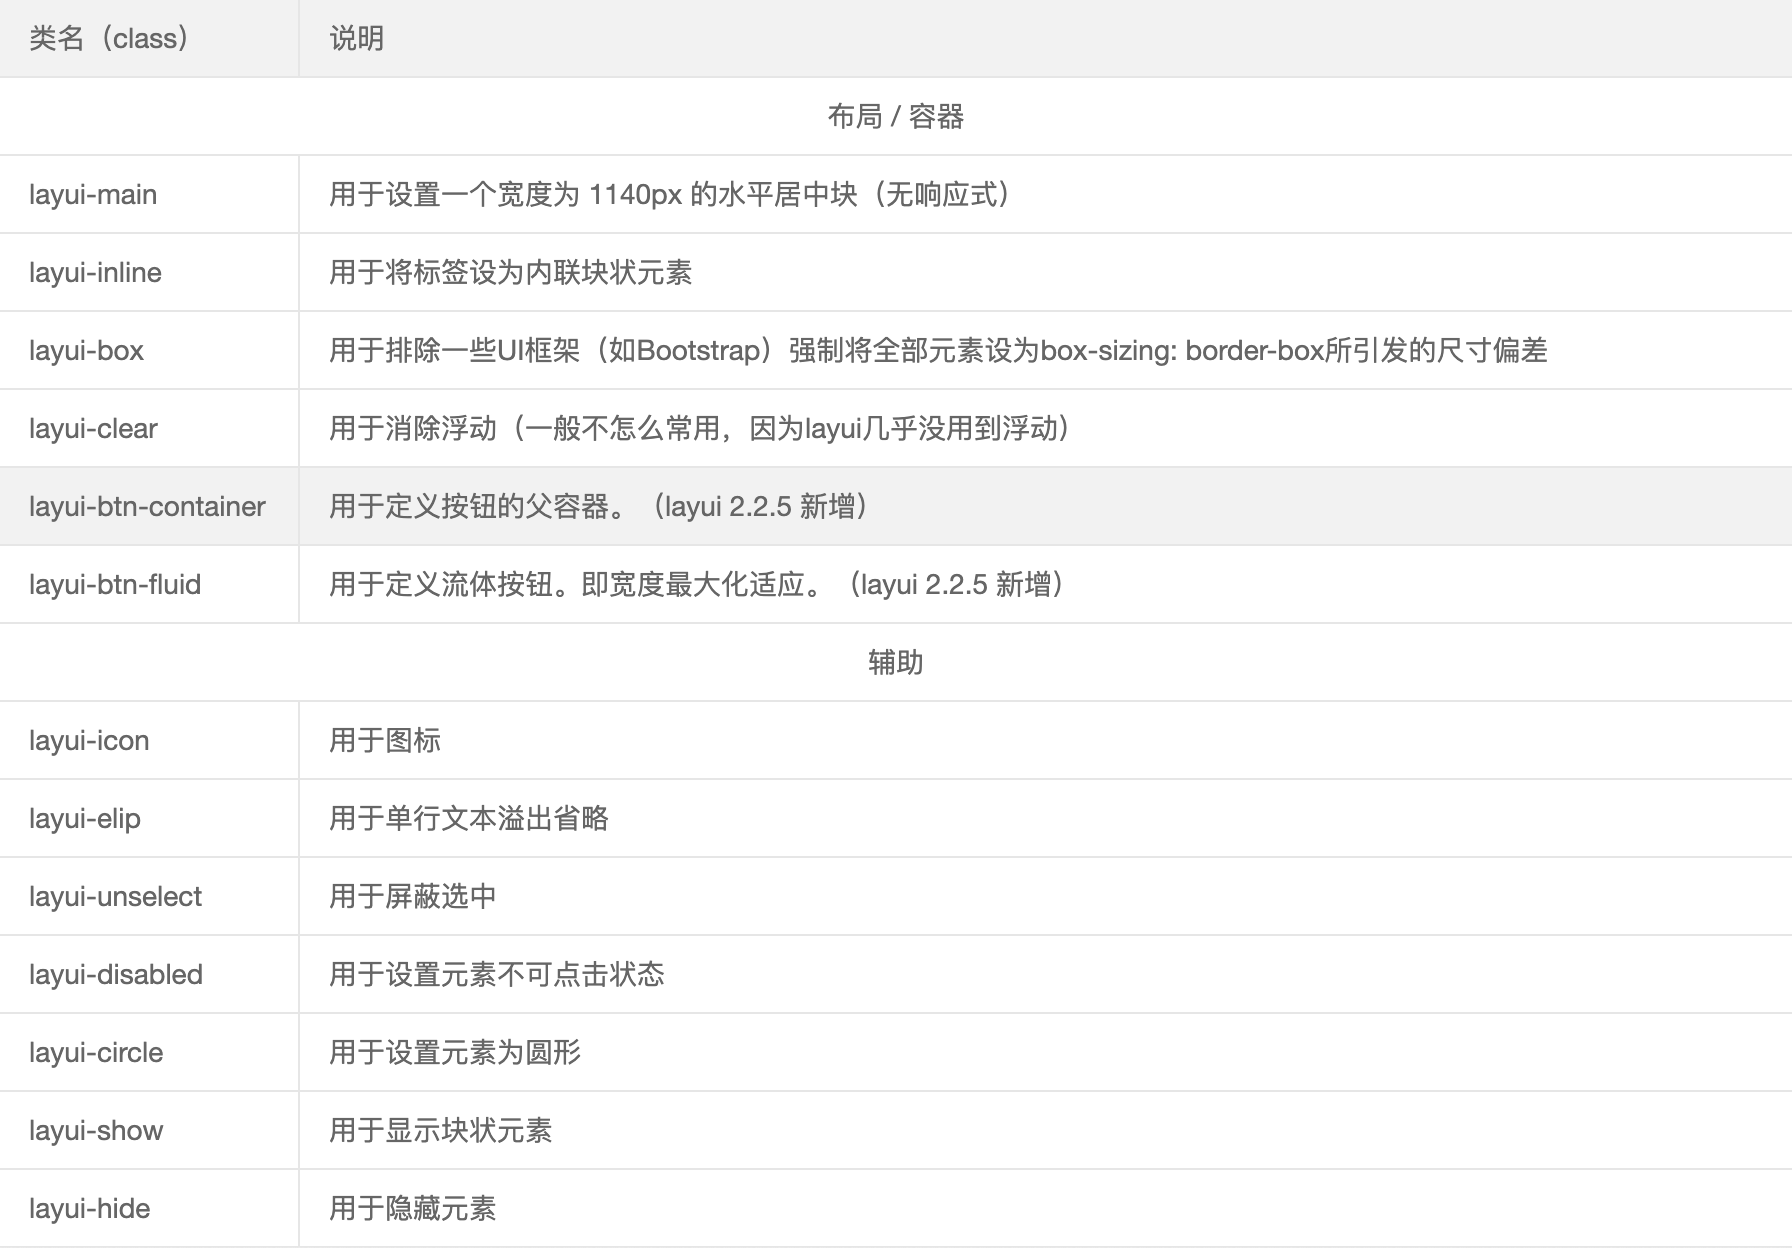 类名（class） 说明
布局 / 容器
layui-main 用于设置一个宽度为 1140px 的水平居中块（无响应式）
layui-inline 用于将标签设为内联块状元素
layui-box 用于排除一些UI框架（如Bootstrap）强制将全部元素设为box-sizing: border-box所引发的尺寸偏差
layui-clear 用于消除浮动（一般不怎么常用，因为layui几乎没用到浮动）
layui-btn-container 用于定义按钮的父容器。（layui 2.2.5 新增）
layui-btn-fluid 用于定义流体按钮。即宽度最大化适应。（layui 2.2.5 新增）
辅助
layui-icon 用于图标
layui-elip 用于单行文本溢出省略
layui-unselect 用于屏蔽选中
layui-disabled 用于设置元素不可点击状态
layui-circle 用于设置元素为圆形
layui-show 用于显示块状元素
layui-hide 用于隐藏元素